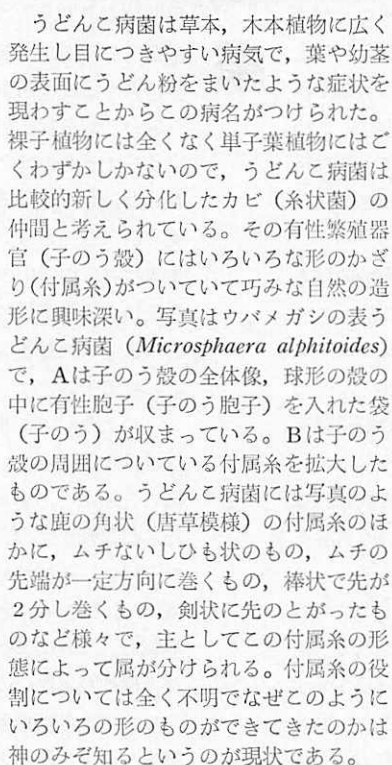 うどんこ病菌は草本，木本植物に広く
発生し目につきやすい病気で，葉や幼茎
の表面にうどん粉をまいたような症状を
現わすことからこの病名がつけられた。
裸子植物には全くなく単子葉植物にはご
くわずかしかないので，うどんこ病菌は
比較的新しく分化したカビ（糸状菌）の
仲間と考えられている。その有性繁殖器
官（子のう殻）にはいろいろな形のかざ
り(付属糸)がついていて巧みな自然の造
形に興味深い。写真はウバメガシの表う
どんこ病菌（Microsphaera alphitoides）
で，Aは子のう殻の全体像，球形の殻の
中に有性胞子（子のう胞子）を入れた袋
（子のう）が収まっている。Bは子のう
殻の周囲についている付属糸を拡大した
ものである。うどんこ病菌には写真のよ
うな鹿の角状（唐草模様）の付属糸のほ
かに，ムチないしひも状のもの，ムチの
先端が一定方向に巻くもの，棒状で先が
2分し巻くもの，剣状に先のとがったも
のなど様々で，主としてこの付属糸の形
態によって属が分けられる。付属糸の役
割については全く不明でなぜこのように
いろいろの形のものができてきたのかは
神のみぞ知るというのが現状である。